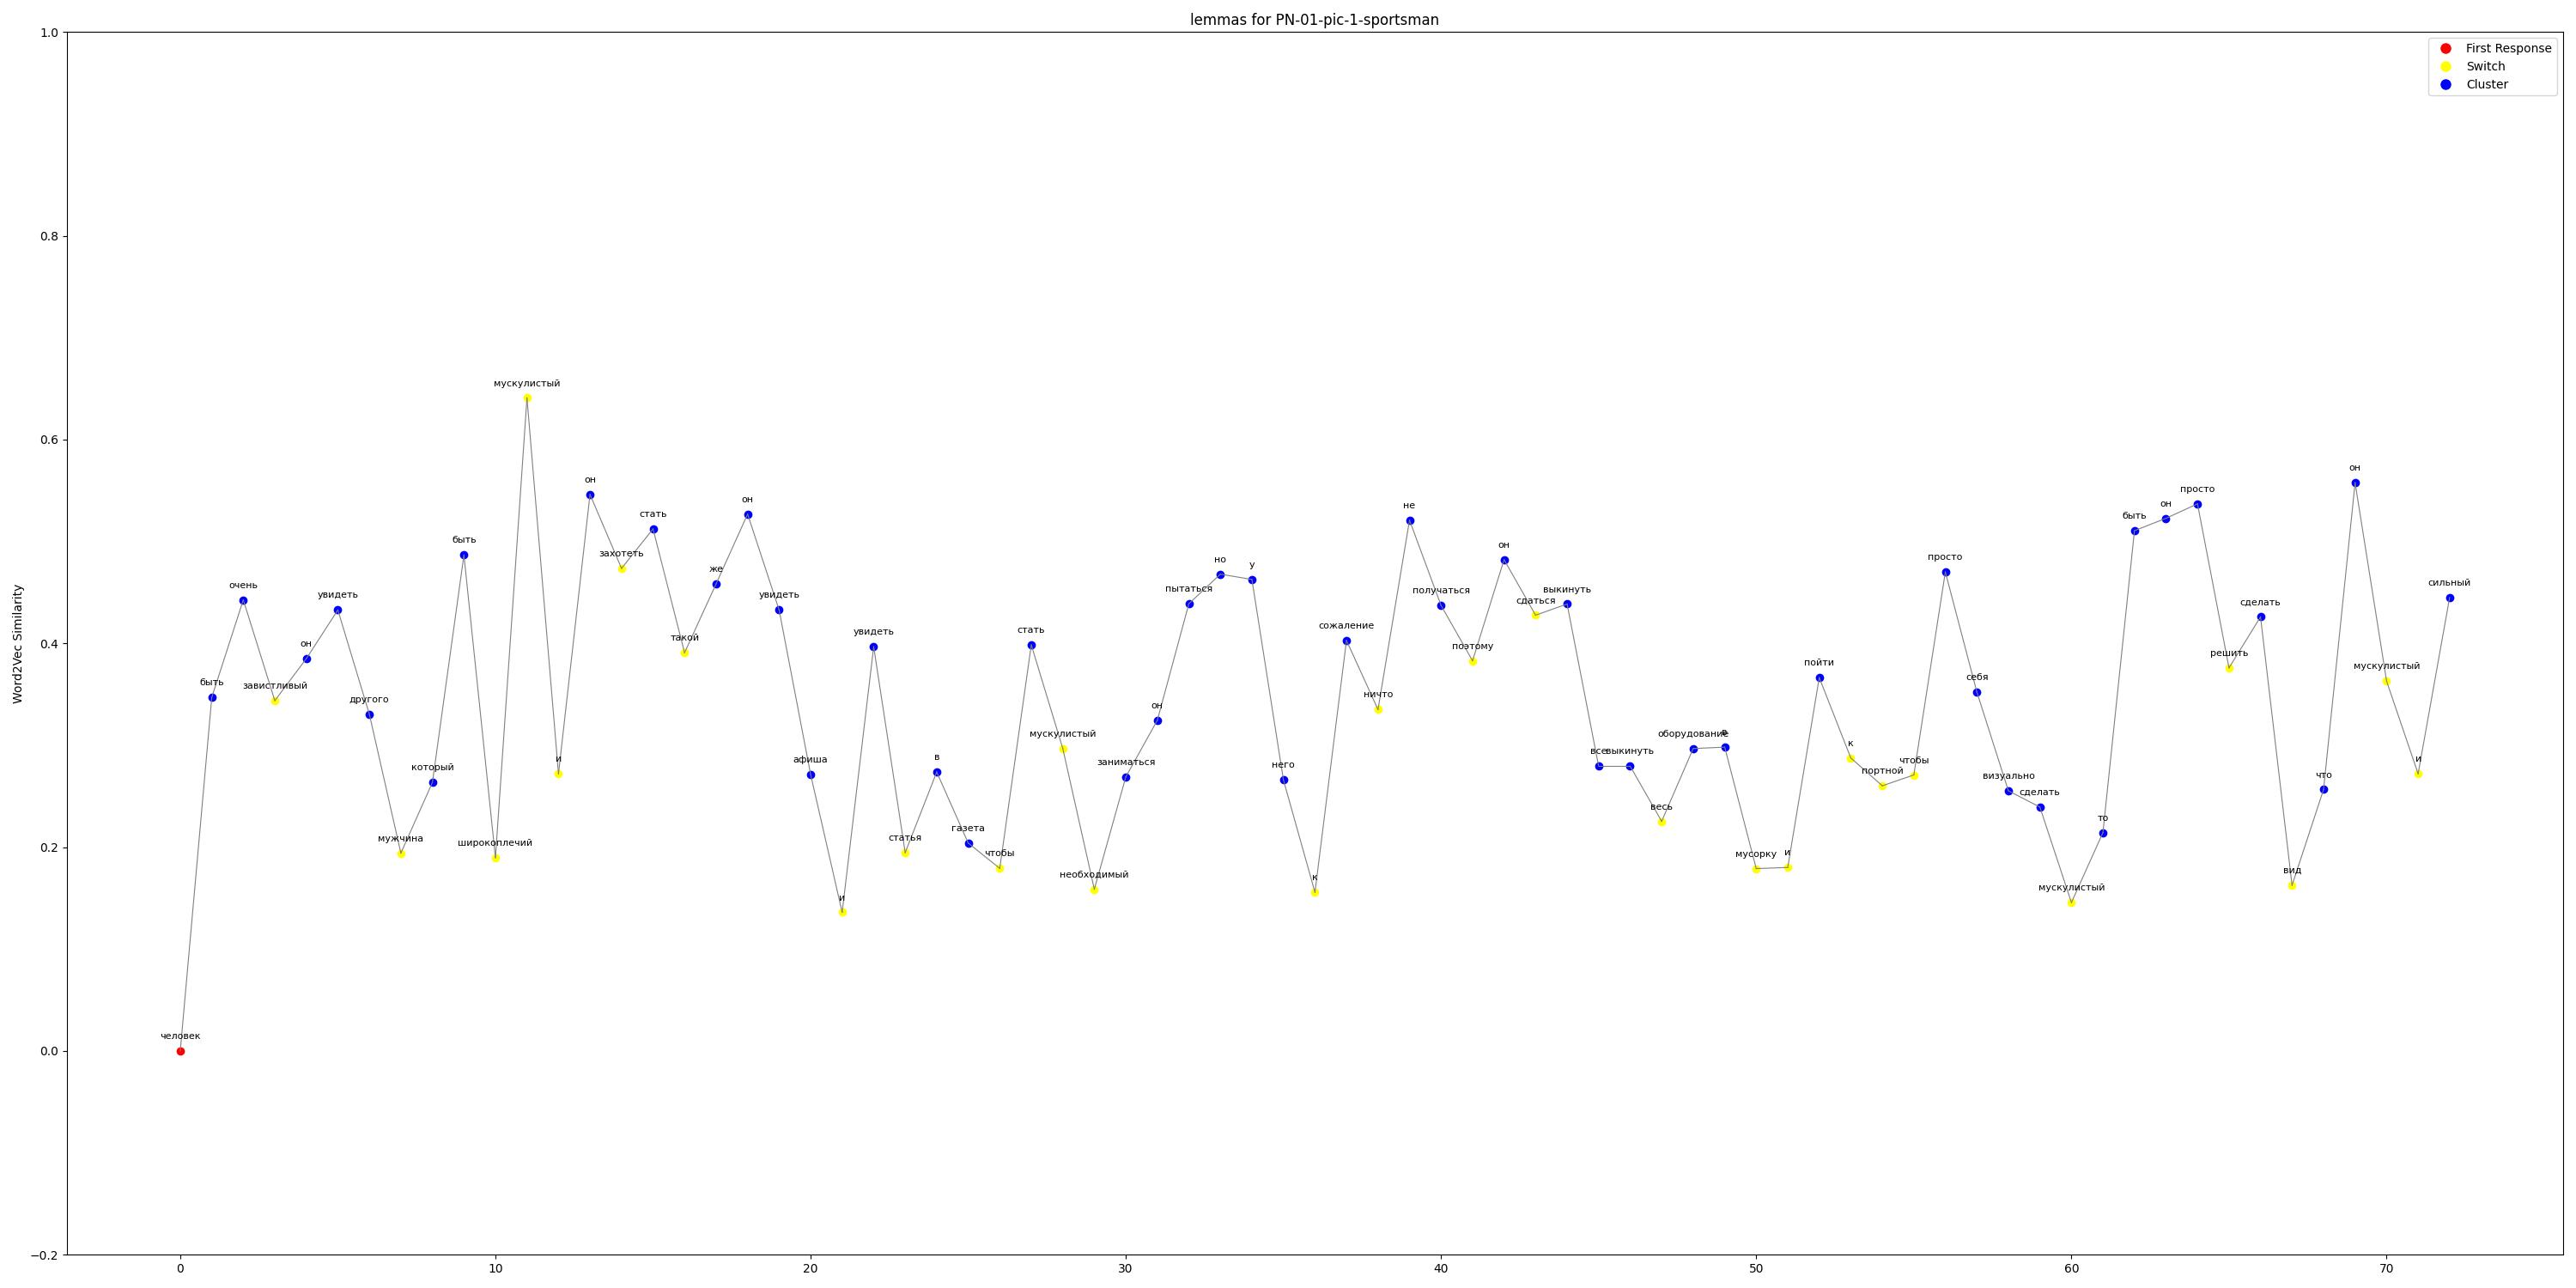 lemmas for PN-01-pic-1-sportsman
1.0
0.8
0.6
0.4
0.2
0.0
−0.2
Word2Vec Similarity
First Response
Switch
Cluster
человек
быть
очень
завистливый
он
увидеть
другого
мужчина
который
быть
широкоплечий
мускулистый
и
он
захотеть
стать
такой
же
он
увидеть
афиша
и
увидеть
статья
в
газета
чтобы
стать
мускулистый
необходимый
заниматься
он
пытаться
но
у
него
к
сожаление
ничто
не
получаться
поэтому
он
сдаться
выкинуть
все
выкинуть
весь
оборудование
в
мусорку
и
пойти
к
портной
чтобы
просто
себя
визуально
сделать
мускулистый
то
быть
он
просто
решить
сделать
вид
что
он
мускулистый
и
сильный
0
10
20
30
40
50
60
70